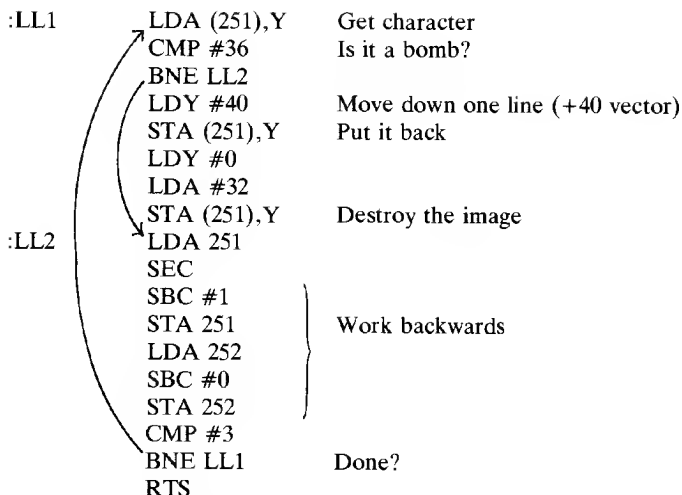 :LL1 LDA (251),Y Get character
CMP #36 Is it a bomb?
BNE LL2
LDY #40 Move down one line (+40 vector)
STA (251),Y Put it back
LDY #0
LDA #32
STA (251),Y Destroy the image
:LL2 LDA 251
SEC
SBC #1
STA 251 Work backwards
LDA 252
SBC #0
STA 252
CMP #3
BNE LL1 Done?
RTS